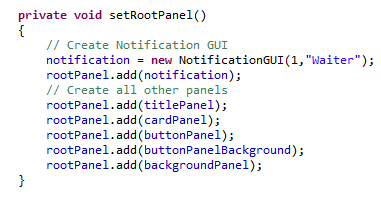 private void setRootPanel()
{
// Create Notification GUI
notification = new NotificationGUI(1,"Waiter");
rootPanel.add(notification);
// Create all other panels
rootPanel.add(titlePanel);
rootPanel.add(cardPanel);
rootPanel.add(buttonPanel);
rootPanel.add(buttonPanelBackground);
rootPanel.add(backgroundPanel);
}